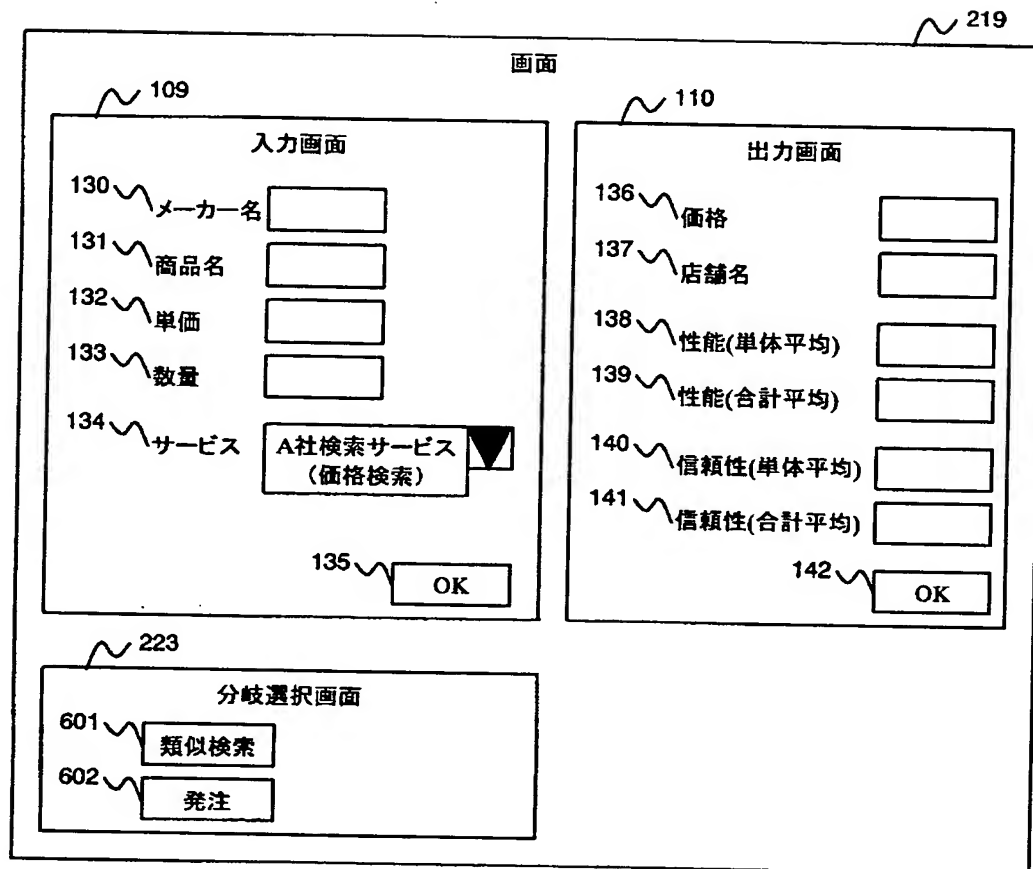 219
画面
109
入力画面
130 メーカー名
131 商品名
132 単価
133 数量
134 サービス
A社検索サービス
(価格検索)
135 OK
110
出力画面
136 価格
137 店舗名
138 性能(単体平均)
139 性能(合計平均)
140 信頼性(単体平均)
141 信頼性(合計平均)
142 OK
223
分岐選択画面
601 類似検索
602 発注